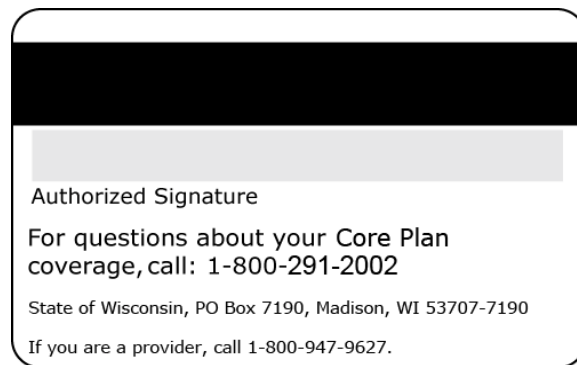 Authorized Signature
For questions about your Core Plan
coverage, call: 1-800-291-2002
State of Wisconsin, PO Box 7190, Madison, WI 53707-7190
If you are a provider, call 1-800-947-9627.